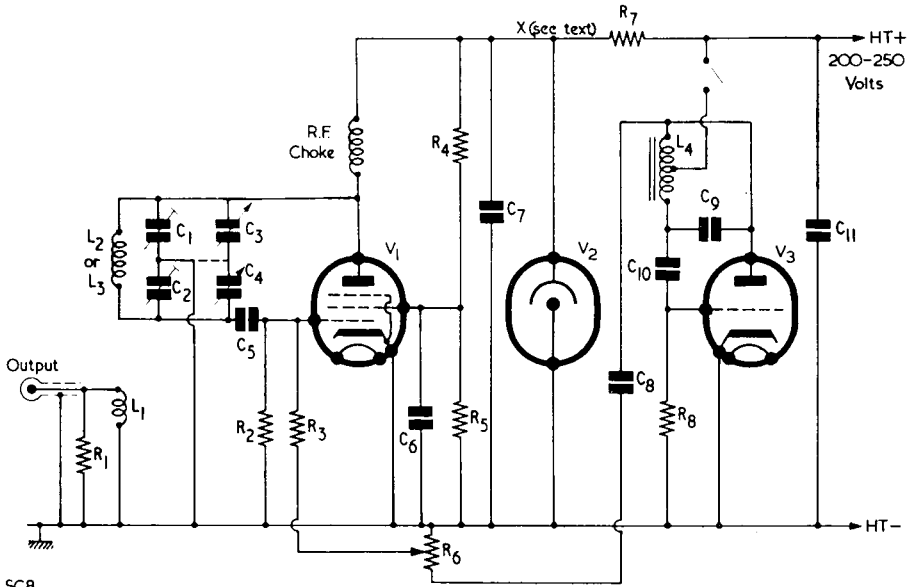 X (see text)
R7
HT+
200-250
Volts
R.F.
Choke
R4
L4
C9
C7
C11
L2
or
L3
C1
C3
C2
C4
V1
V2
V3
C10
C5
Output
L1
C8
R1
R2
R3
C6
R5
R8
HT-
R6
SC8